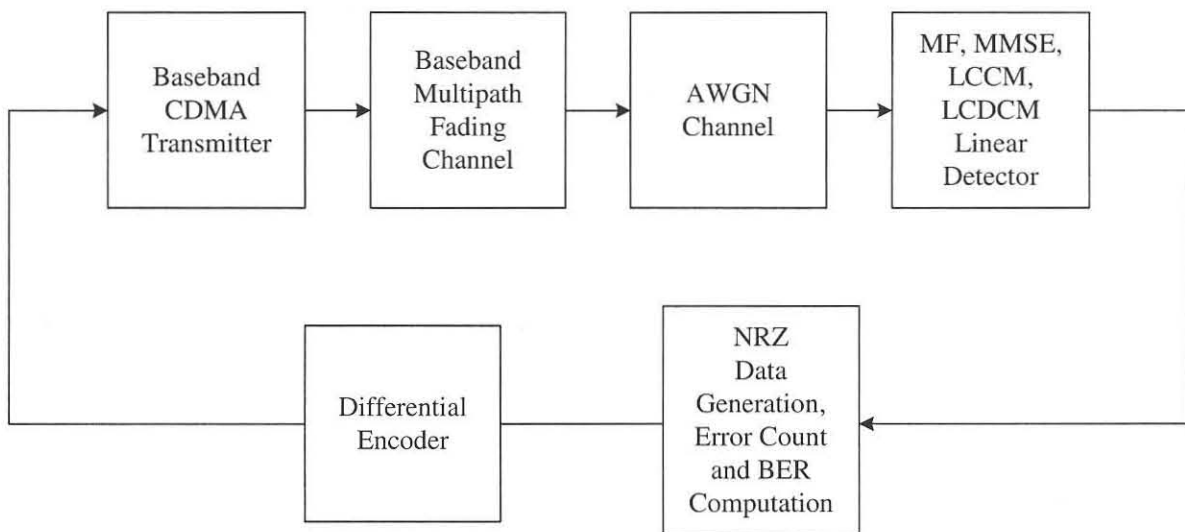 Baseband
CDMA
Transmitter
Baseband
Multipath
Fading
Channel
AWGN
Channel
MF, MMSE,
LCCM,
LCDCM
Linear
Detector
Differential
Encoder
NRZ
Data
Generation,
Error Count
and BER
Computation